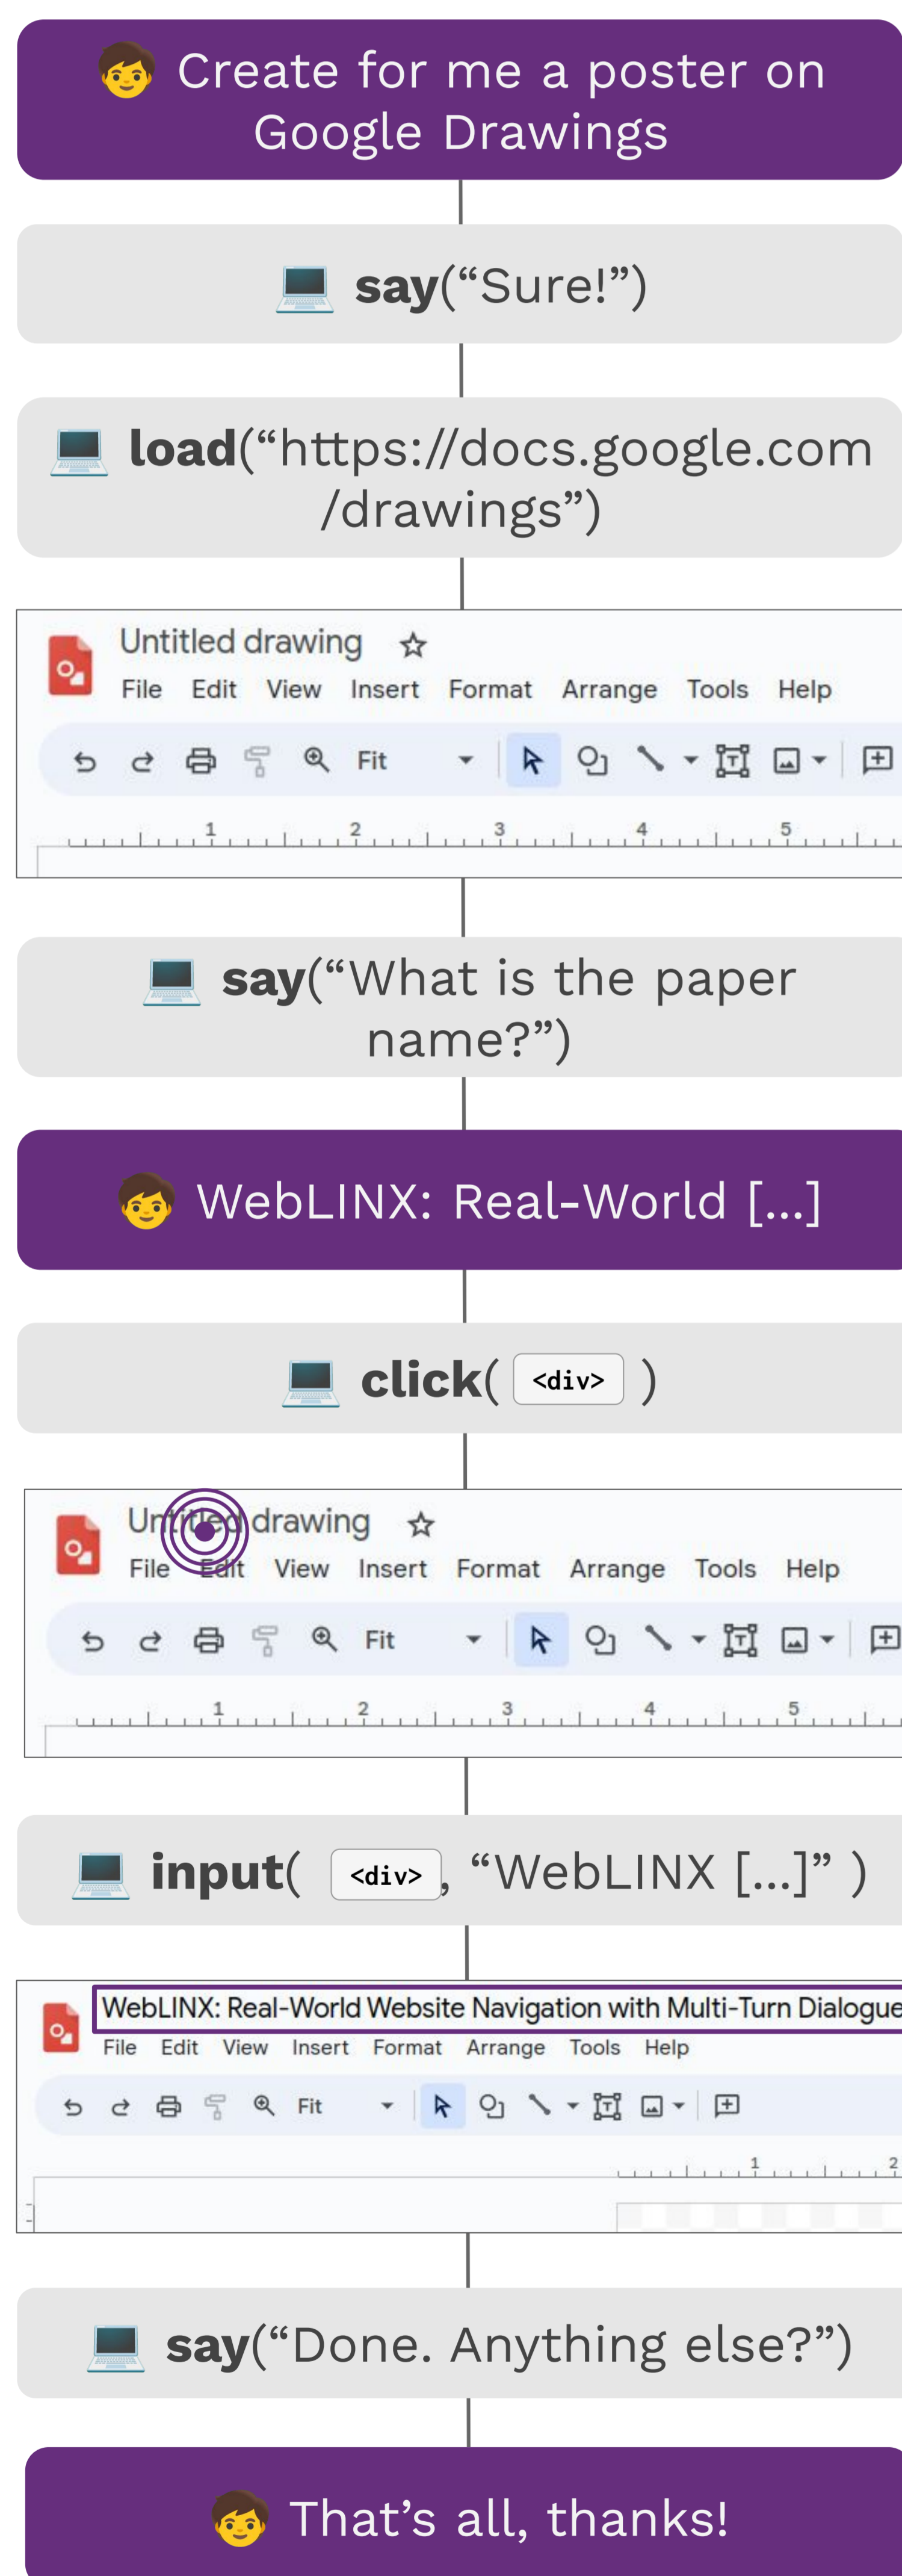 Create for me a poster on
Google Drawings
say(“Sure!”)
load(“https://docs.google.com
/drawings”)
Untitled drawing
File Edit View Insert Format Arrange Tools Help
Fit
1 2 3 4 5
say(“What is the paper
name?”)
WebLINX: Real-World [...]
click( <div> )
Untitled drawing
File Edit View Insert Format Arrange Tools Help
Fit
1 2 3 4 5
input( <div>, “WebLINX [...]” )
WebLINX: Real-World Website Navigation with Multi-Turn Dialogue
File Edit View Insert Format Arrange Tools Help
Fit
1 2
say(“Done. Anything else?”)
That’s all, thanks!